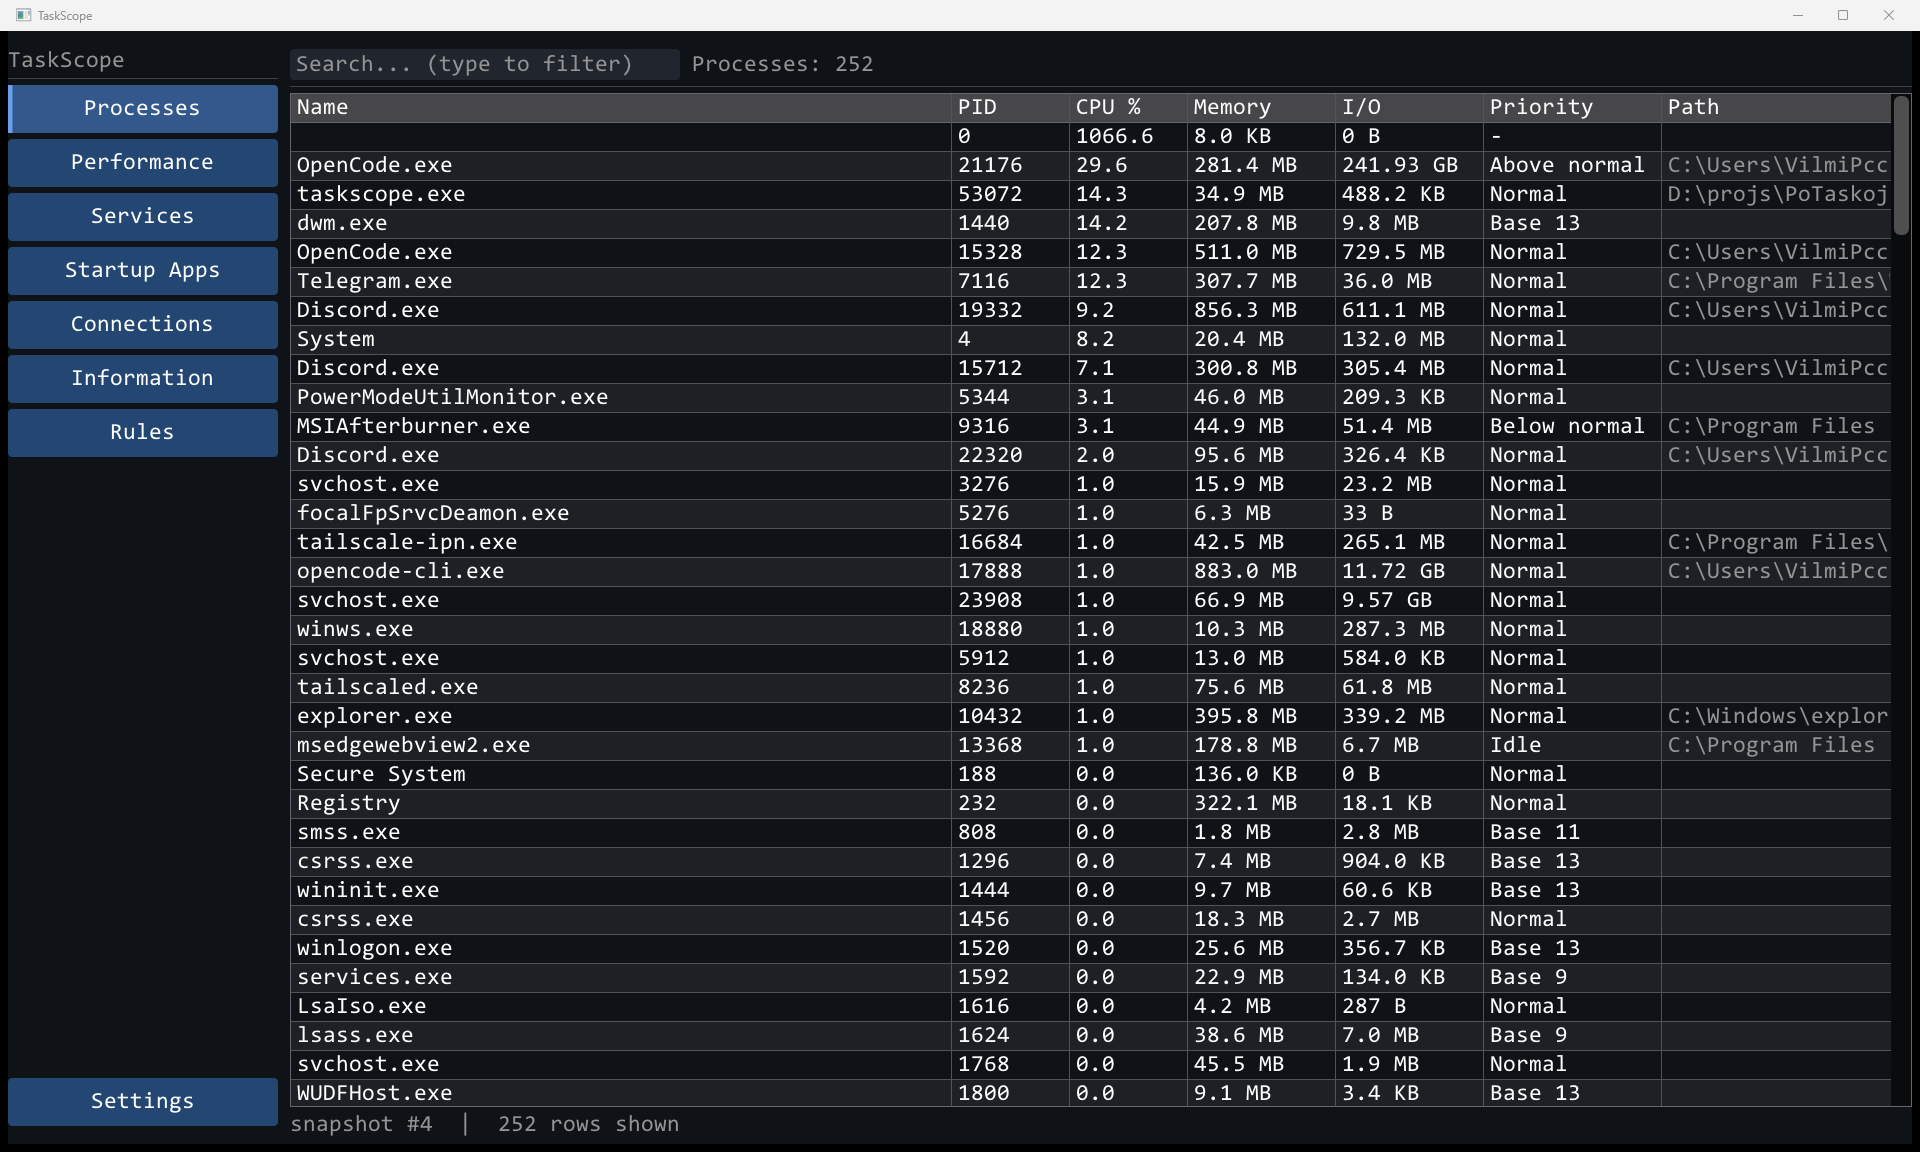 TaskScope
TaskScope
Search... (type to filter) Processes: 252
Processes
Performance
Services
Startup Apps
Connections
Information
Rules
Settings
Name PID CPU % Memory I/O Priority Path
0 1066.6 8.0 KB 0 B -
OpenCode.exe 21176 29.6 281.4 MB 241.93 GB Above normal C:\Users\VilmiPcc
taskscope.exe 53072 14.3 34.9 MB 488.2 KB Normal D:\projs\PoTaskoj
dwm.exe 1440 14.2 207.8 MB 9.8 MB Base 13
OpenCode.exe 15328 12.3 511.0 MB 729.5 MB Normal C:\Users\VilmiPcc
Telegram.exe 7116 12.3 307.7 MB 36.0 MB Normal C:\Program Files\
Discord.exe 19332 9.2 856.3 MB 611.1 MB Normal C:\Users\VilmiPcc
System 4 8.2 20.4 MB 132.0 MB Normal
Discord.exe 15712 7.1 300.8 MB 305.4 MB Normal C:\Users\VilmiPcc
PowerModeUtilMonitor.exe 5344 3.1 46.0 MB 209.3 KB Normal
MSIAfterburner.exe 9316 3.1 44.9 MB 51.4 MB Below normal C:\Program Files
Discord.exe 22320 2.0 95.6 MB 326.4 KB Normal C:\Users\VilmiPcc
svchost.exe 3276 1.0 15.9 MB 23.2 MB Normal
focalFpSrvcDeamon.exe 5276 1.0 6.3 MB 33 B Normal
tailscale-ipn.exe 16684 1.0 42.5 MB 265.1 MB Normal C:\Program Files\
opencode-cli.exe 17888 1.0 883.0 MB 11.72 GB Normal C:\Users\VilmiPcc
svchost.exe 23908 1.0 66.9 MB 9.57 GB Normal
winws.exe 18880 1.0 10.3 MB 287.3 MB Normal
svchost.exe 5912 1.0 13.0 MB 584.0 KB Normal
tailscaled.exe 8236 1.0 75.6 MB 61.8 MB Normal
explorer.exe 10432 1.0 395.8 MB 339.2 MB Normal C:\Windows\explor
msedgewebview2.exe 13368 1.0 178.8 MB 6.7 MB Idle C:\Program Files
Secure System 188 0.0 136.0 KB 0 B Normal
Registry 232 0.0 322.1 MB 18.1 KB Normal
smss.exe 808 0.0 1.8 MB 2.8 MB Base 11
csrss.exe 1296 0.0 7.4 MB 904.0 KB Base 13
wininit.exe 1444 0.0 9.7 MB 60.6 KB Base 13
csrss.exe 1456 0.0 18.3 MB 2.7 MB Normal
winlogon.exe 1520 0.0 25.6 MB 356.7 KB Base 13
services.exe 1592 0.0 22.9 MB 134.0 KB Base 9
LsaIso.exe 1616 0.0 4.2 MB 287 B Normal
lsass.exe 1624 0.0 38.6 MB 7.0 MB Base 9
svchost.exe 1768 0.0 45.5 MB 1.9 MB Normal
WUDFHost.exe 1800 0.0 9.1 MB 3.4 KB Base 13
snapshot #4 | 252 rows shown